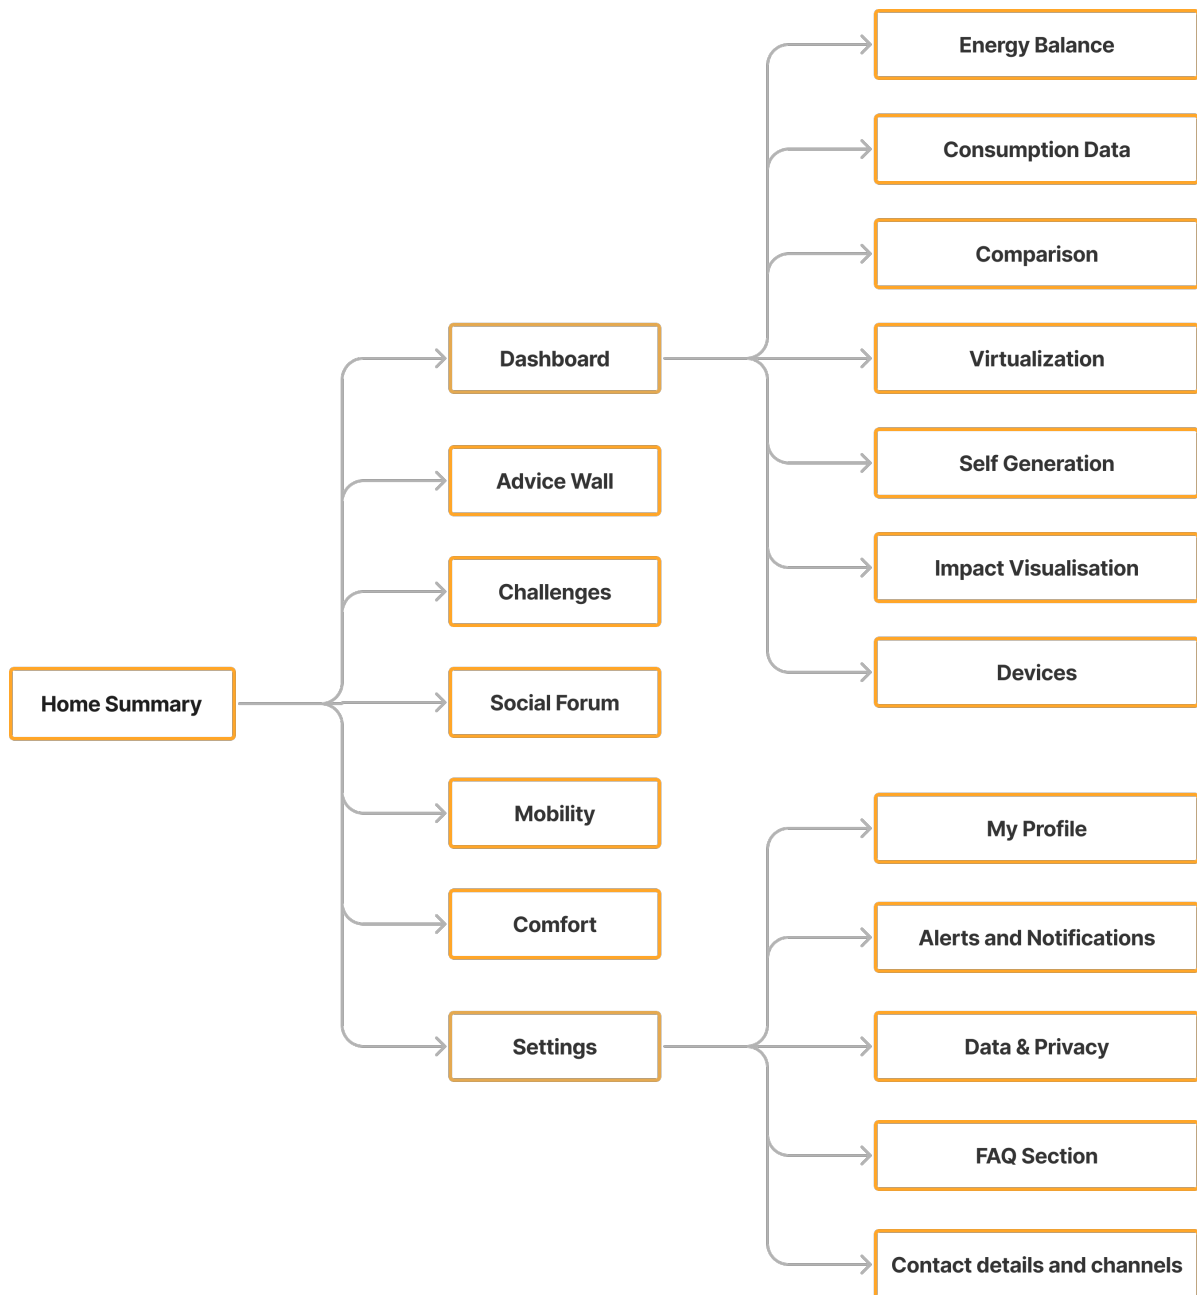 Home Summary
Dashboard
Advice Wall
Challenges
Social Forum
Mobility
Comfort
Settings
Energy Balance
Consumption Data
Comparison
Virtualization
Self Generation
Impact Visualisation
Devices
My Profile
Alerts and Notifications
Data & Privacy
FAQ Section
Contact details and channels